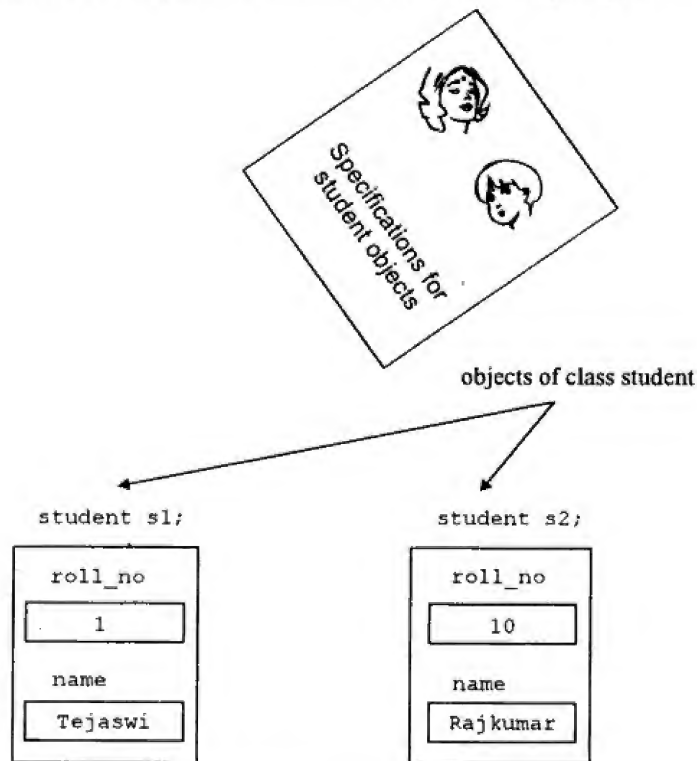 Specifications for
student objects
objects of class student
student s1;
student s2;
roll_no
1
name
Tejaswi
roll_no
10
name
Rajkumar